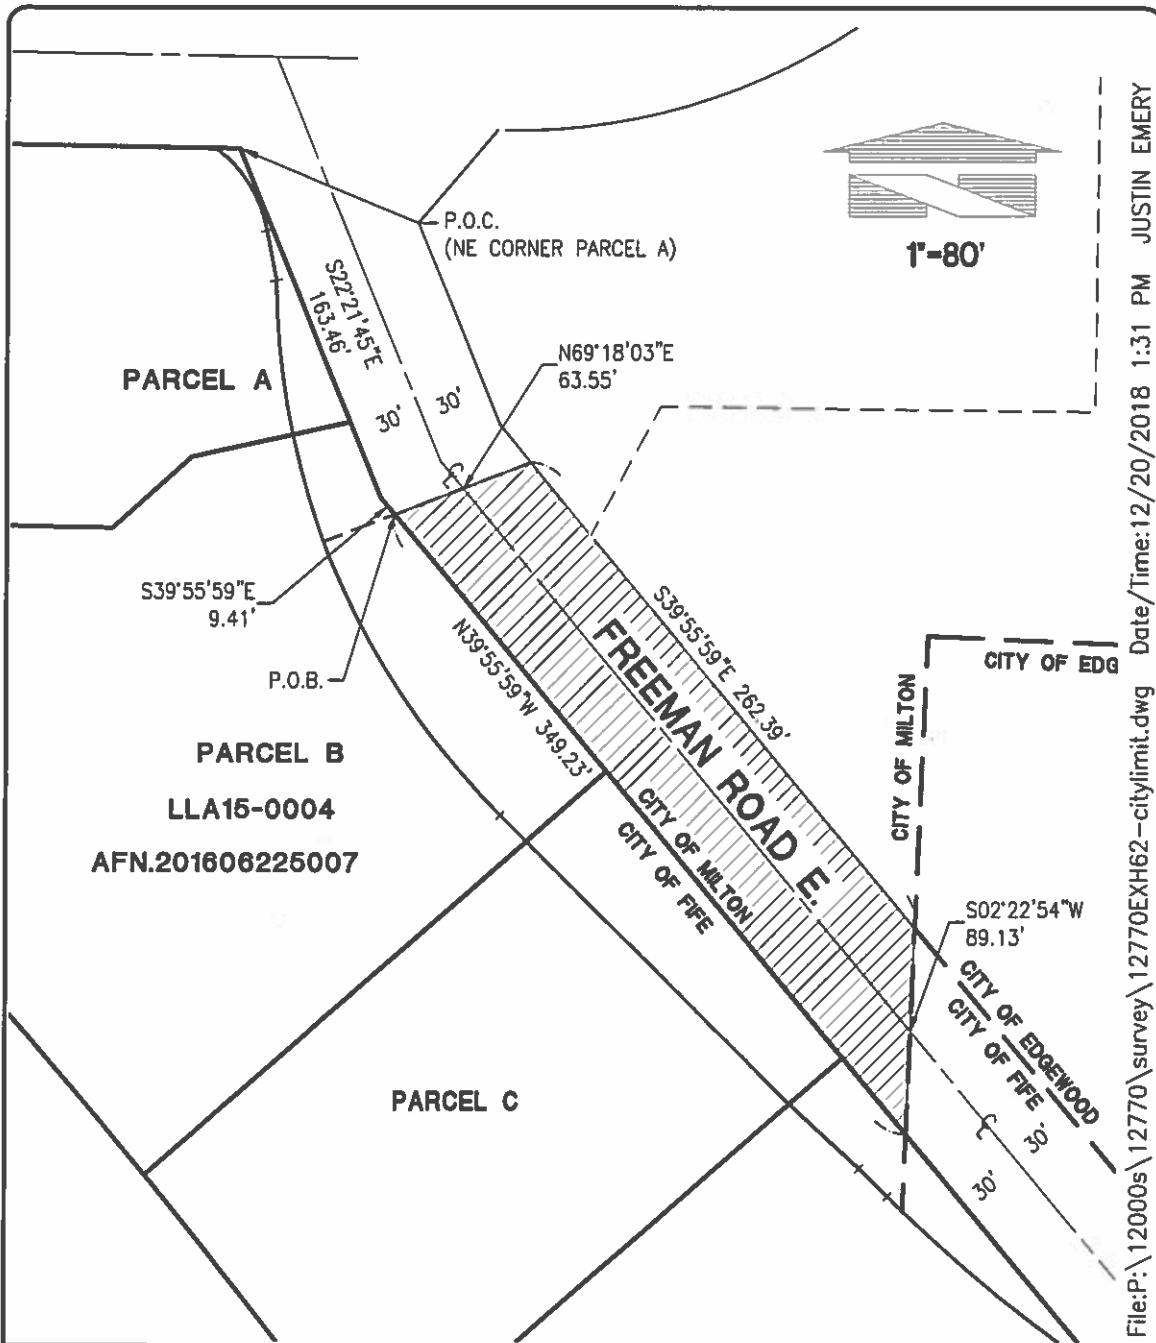 P.O.C.
(NE CORNER PARCEL A)
1"=80'
S22°21'45"E
163.46'
N69°18'03"E
63.55'
PARCEL A
30'
30'
℄
S39°55'59"E
9.41'
P.O.B.
S39°55'59"E 262.39'
FREEMAN ROAD E.
N39°55'59"W 349.23'
CITY OF MILTON
CITY OF FIFE
CITY OF EDG
CITY OF MILTON
PARCEL B
LLA15-0004
AFN.201606225007
S02°22'54"W
89.13'
CITY OF EDGEWOOD
CITY OF FIFE
PARCEL C
℄
30'
30'
File:P:\12000s\12770\survey\12770EXH62-citylimit.dwg Date/Time:12/20/2018 1:31 PM JUSTIN EMERY